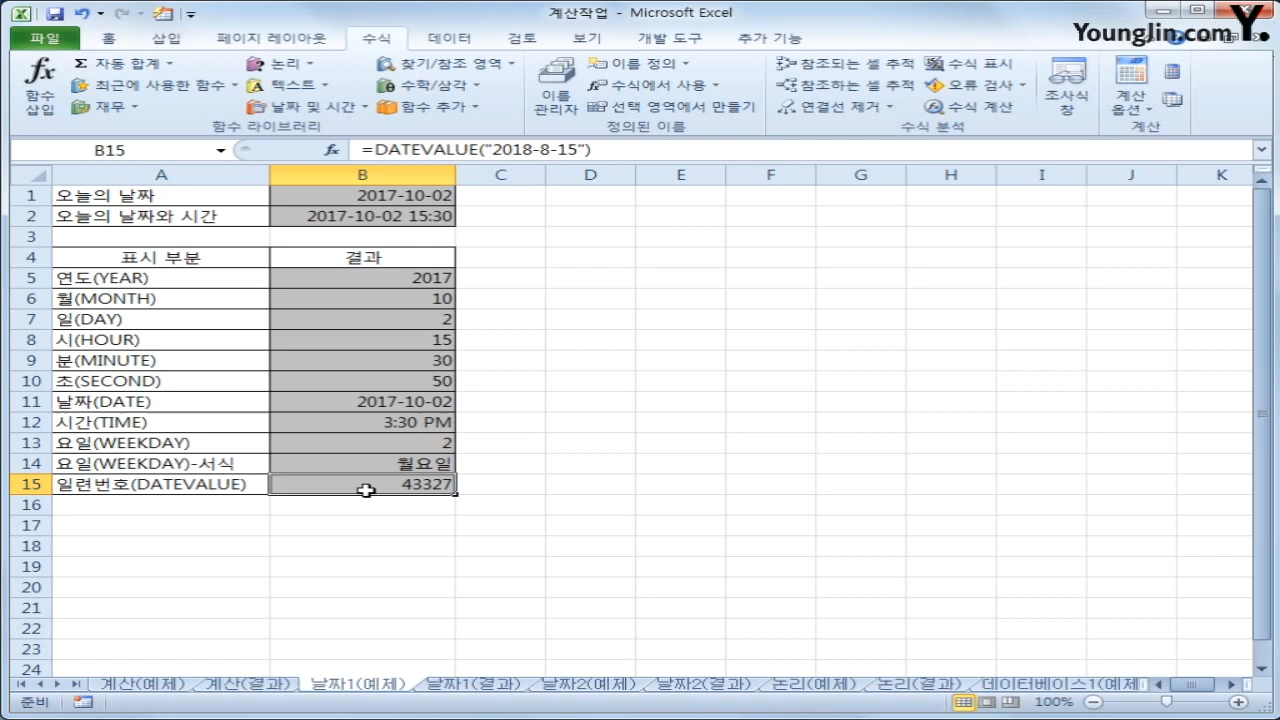 계산작업 - Microsoft Excel
Younglin.com Y.
파일 홈 삽입 페이지 레이아웃 수식 데이터 검토 보기 개발 도구 추가 기능
fx 함수 삽입
Σ 자동 합계
최근에 사용한 함수
재무
논리
텍스트
날짜 및 시간
찾기/참조 영역
수학/삼각
함수 추가
함수 라이브러리
이름 관리자
이름 정의
수식에서 사용
선택 영역에서 만들기
정의된 이름
참조되는 셀 추적
참조하는 셀 추적
연결선 제거
수식 표시
오류 검사
수식 계산
수식 분석
조사식 창
계산 옵션
계산
B15 fx =DATEVALUE("2018-8-15")
A B C D E F G H I J K
1 오늘의 날짜 2017-10-02
2 오늘의 날짜와 시간 2017-10-02 15:30
3
4 표시 부분 결과
5 연도(YEAR) 2017
6 월(MONTH) 10
7 일(DAY) 2
8 시(HOUR) 15
9 분(MINUTE) 30
10 초(SECOND) 50
11 날짜(DATE) 2017-10-02
12 시간(TIME) 3:30 PM
13 요일(WEEKDAY) 2
14 요일(WEEKDAY)-서식 월요일
15 일련번호(DATEVALUE) 43327
16
17
18
19
20
21
22
23
24
계산(예제) 계산(결과) 날짜1(예제) 날짜1(결과) 날짜2(예제) 날짜2(결과) 논리(예제) 논리(결과) 데이터베이스1(예제
준비 100%